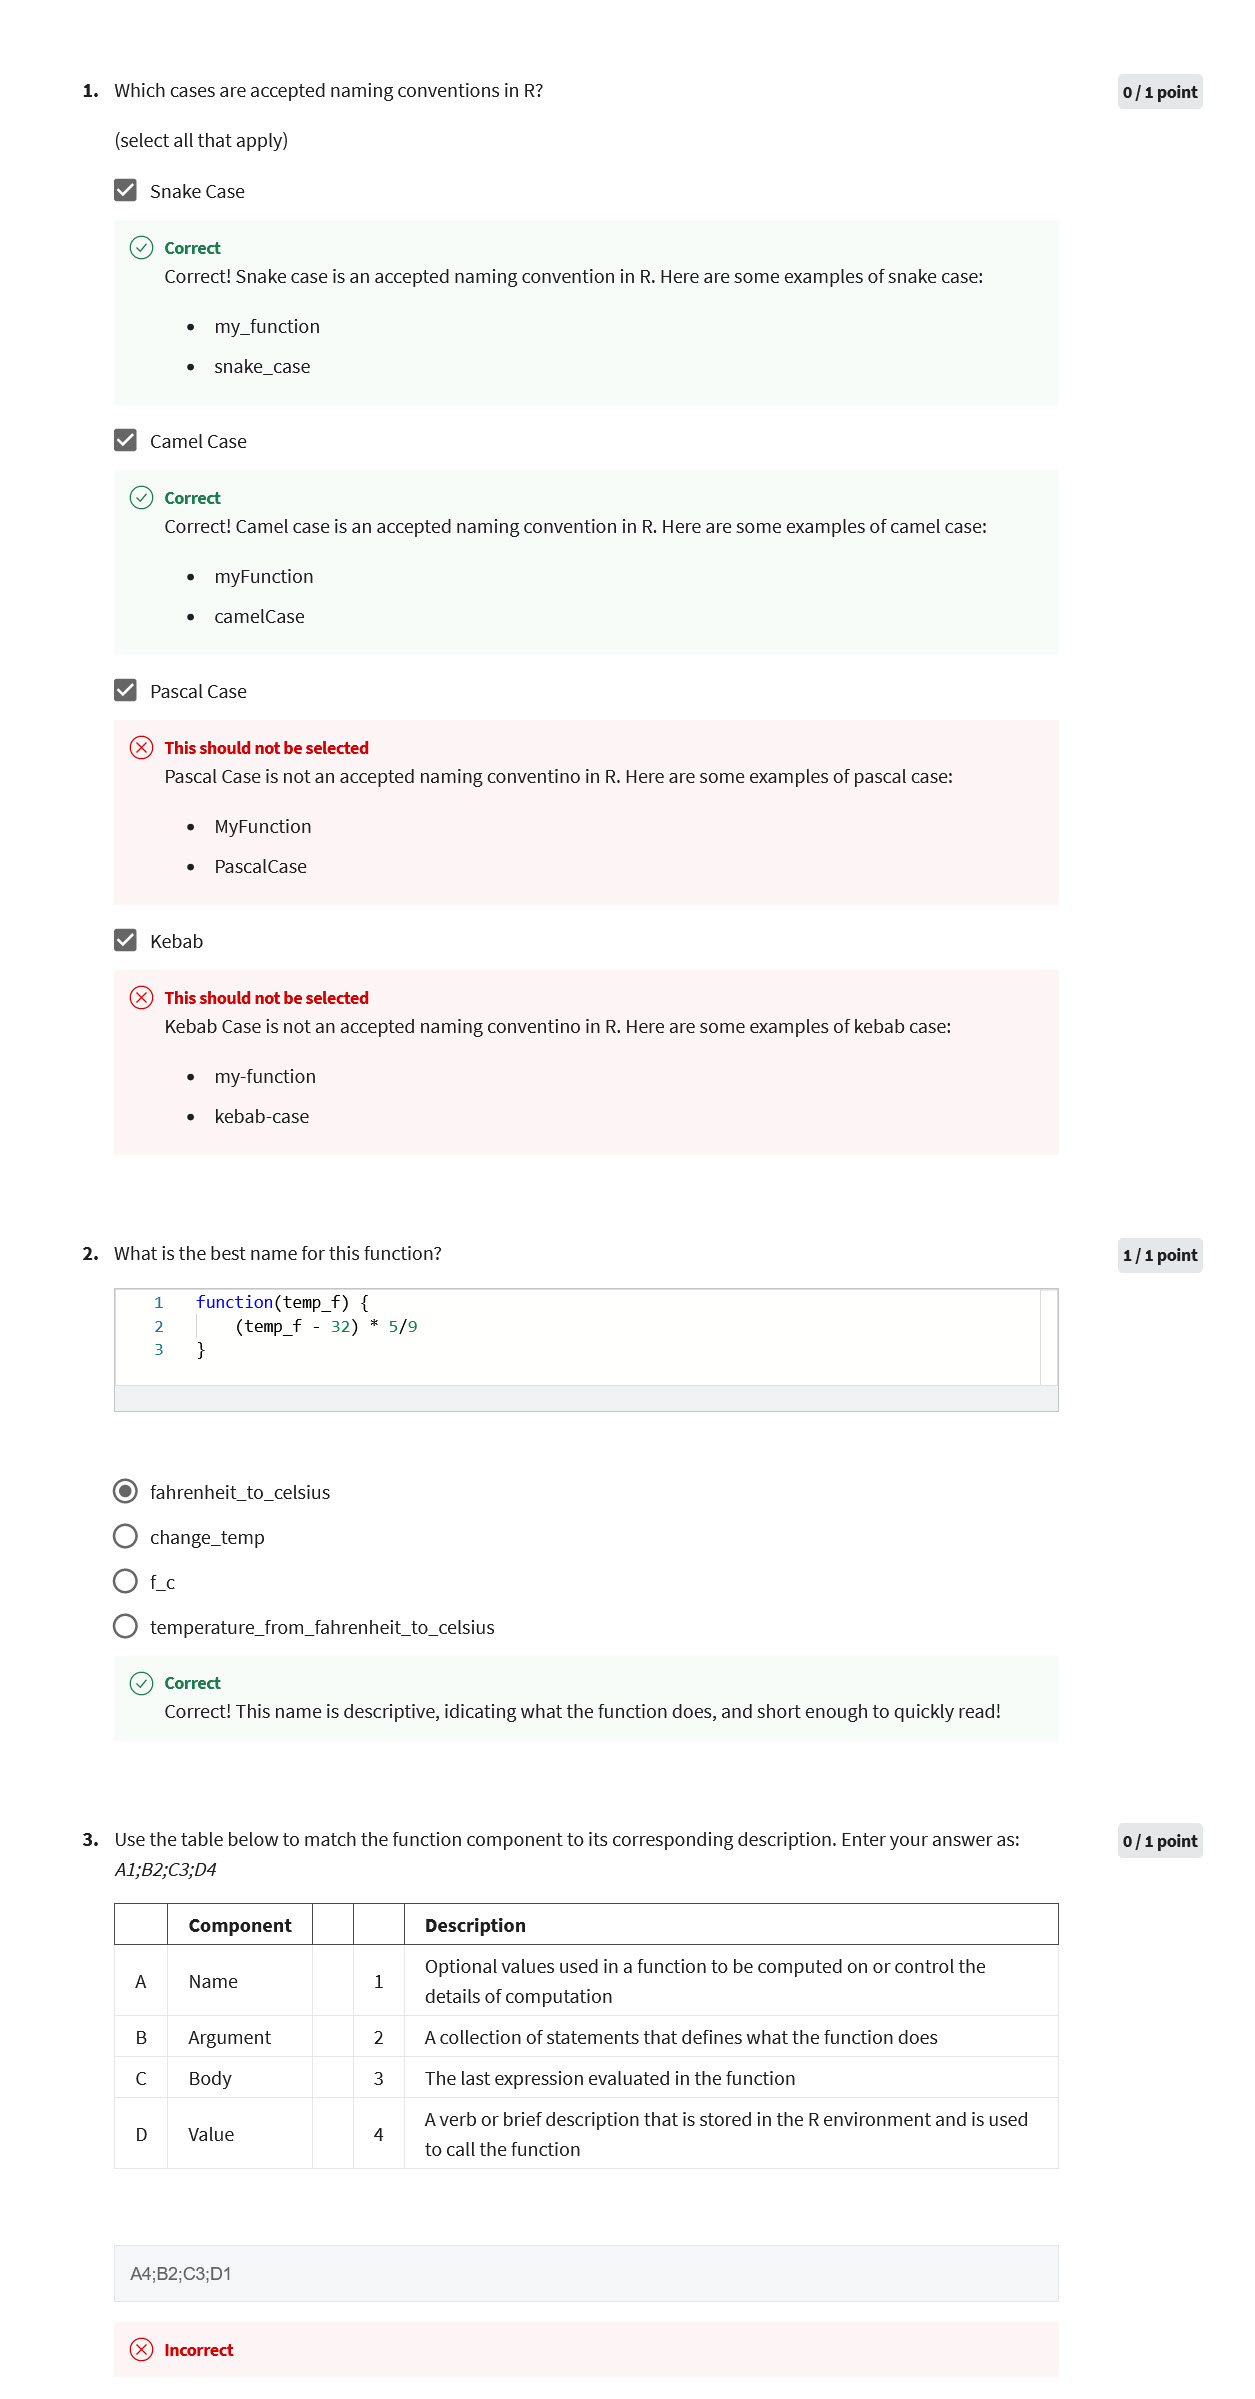 1. Which cases are accepted naming conventions in R?
0 / 1 point
(select all that apply)
Snake Case
Correct
Correct! Snake case is an accepted naming convention in R. Here are some examples of snake case:
• my_function
• snake_case
Camel Case
Correct
Correct! Camel case is an accepted naming convention in R. Here are some examples of camel case:
• myFunction
• camelCase
Pascal Case
This should not be selected
Pascal Case is not an accepted naming conventino in R. Here are some examples of pascal case:
• MyFunction
• PascalCase
Kebab
This should not be selected
Kebab Case is not an accepted naming conventino in R. Here are some examples of kebab case:
• my-function
• kebab-case
2. What is the best name for this function?
1 / 1 point
1 function(temp_f) {
2 (temp_f - 32) * 5/9
3 }
fahrenheit_to_celsius
change_temp
f_c
temperature_from_fahrenheit_to_celsius
Correct
Correct! This name is descriptive, idicating what the function does, and short enough to quickly read!
3. Use the table below to match the function component to its corresponding description. Enter your answer as:
0 / 1 point
A1;B2;C3;D4
Component Description
A Name 1 Optional values used in a function to be computed on or control the
details of computation
B Argument 2 A collection of statements that defines what the function does
C Body 3 The last expression evaluated in the function
D Value 4 A verb or brief description that is stored in the R environment and is used
to call the function
A4;B2;C3;D1
Incorrect